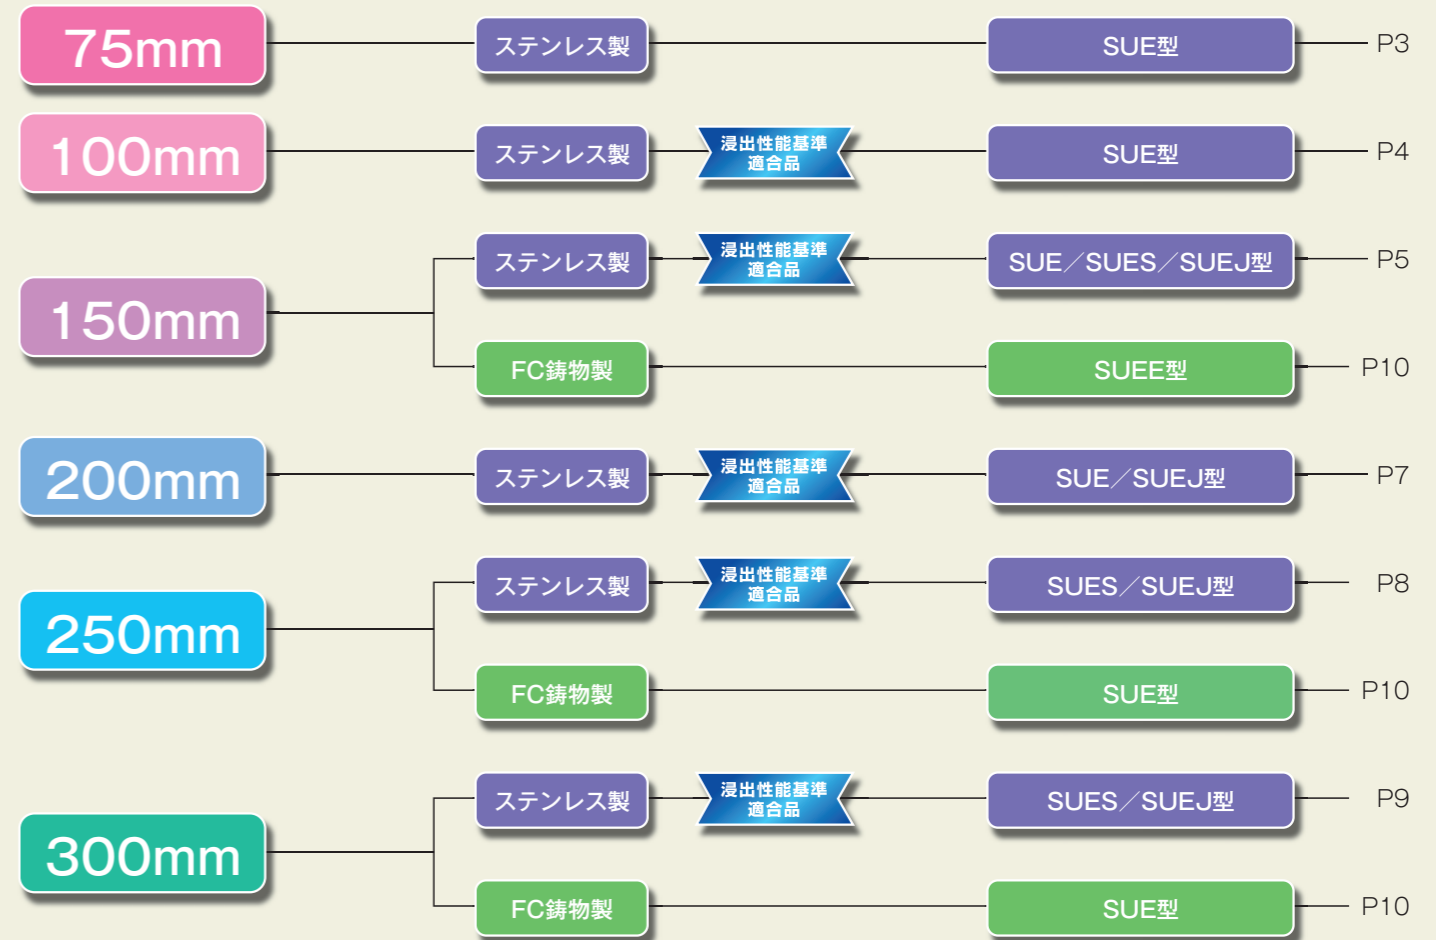 75mm
ステンレス製
SUE型
P3
100mm
ステンレス製
浸出性能基準
適合品
SUE型
P4
150mm
ステンレス製
浸出性能基準
適合品
SUE／SUES／SUEJ型
P5
FC鋳物製
SUEE型
P10
200mm
ステンレス製
浸出性能基準
適合品
SUE／SUEJ型
P7
250mm
ステンレス製
浸出性能基準
適合品
SUES／SUEJ型
P8
FC鋳物製
SUE型
P10
300mm
ステンレス製
浸出性能基準
適合品
SUES／SUEJ型
P9
FC鋳物製
SUE型
P10